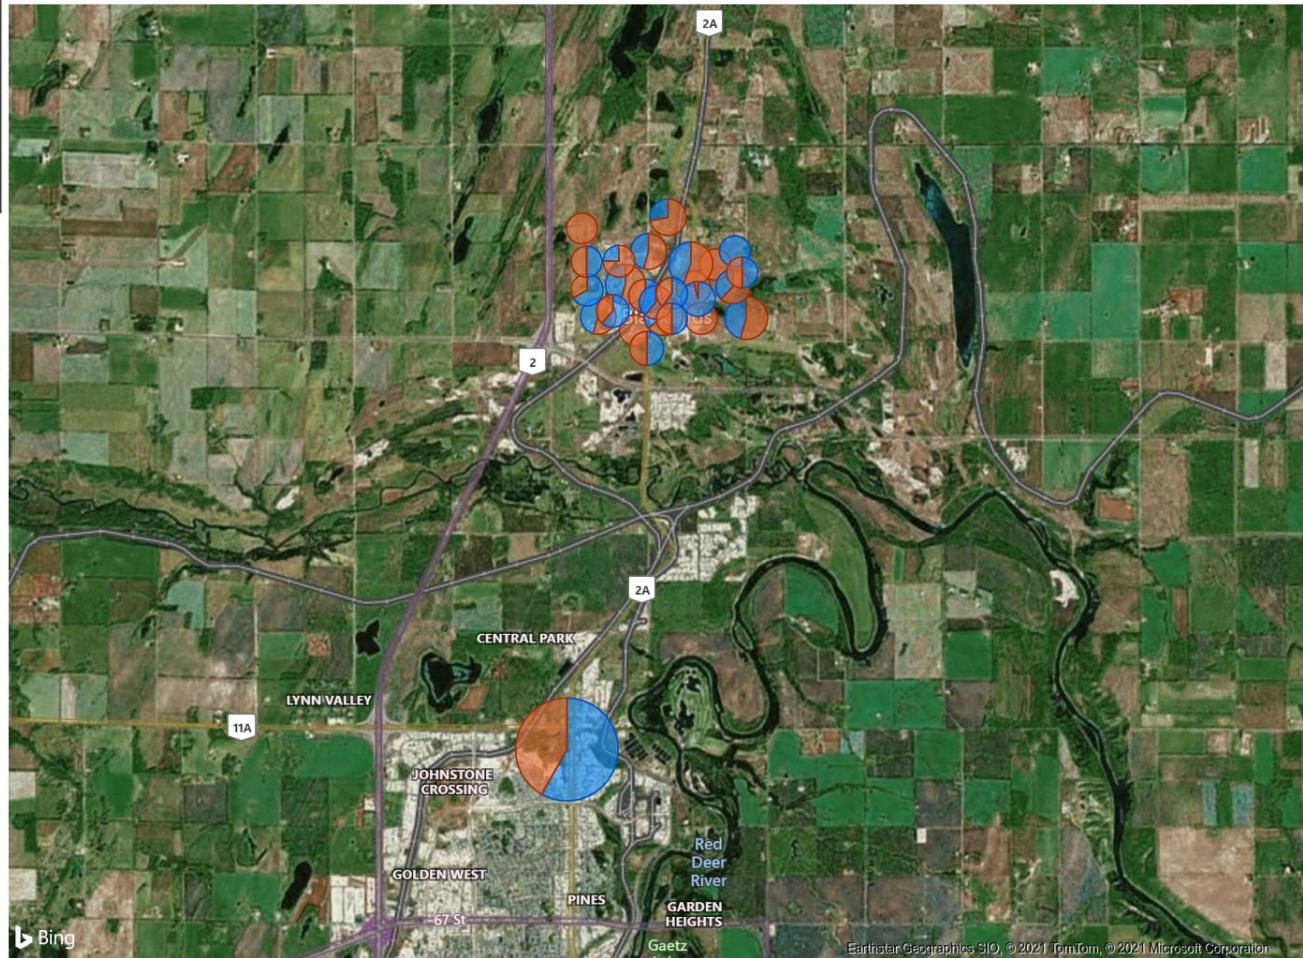 2A
2
2A
CENTRAL PARK
LYNN VALLEY
11A
JOHNSTONE
CROSSING
Red
Deer
River
GOLDEN WEST
PINES
GARDEN
HEIGHTS
67 St
Gaetz
Bing
Earthstar Geographics SIO, © 2021 TomTom, © 2021 Microsoft Corporation